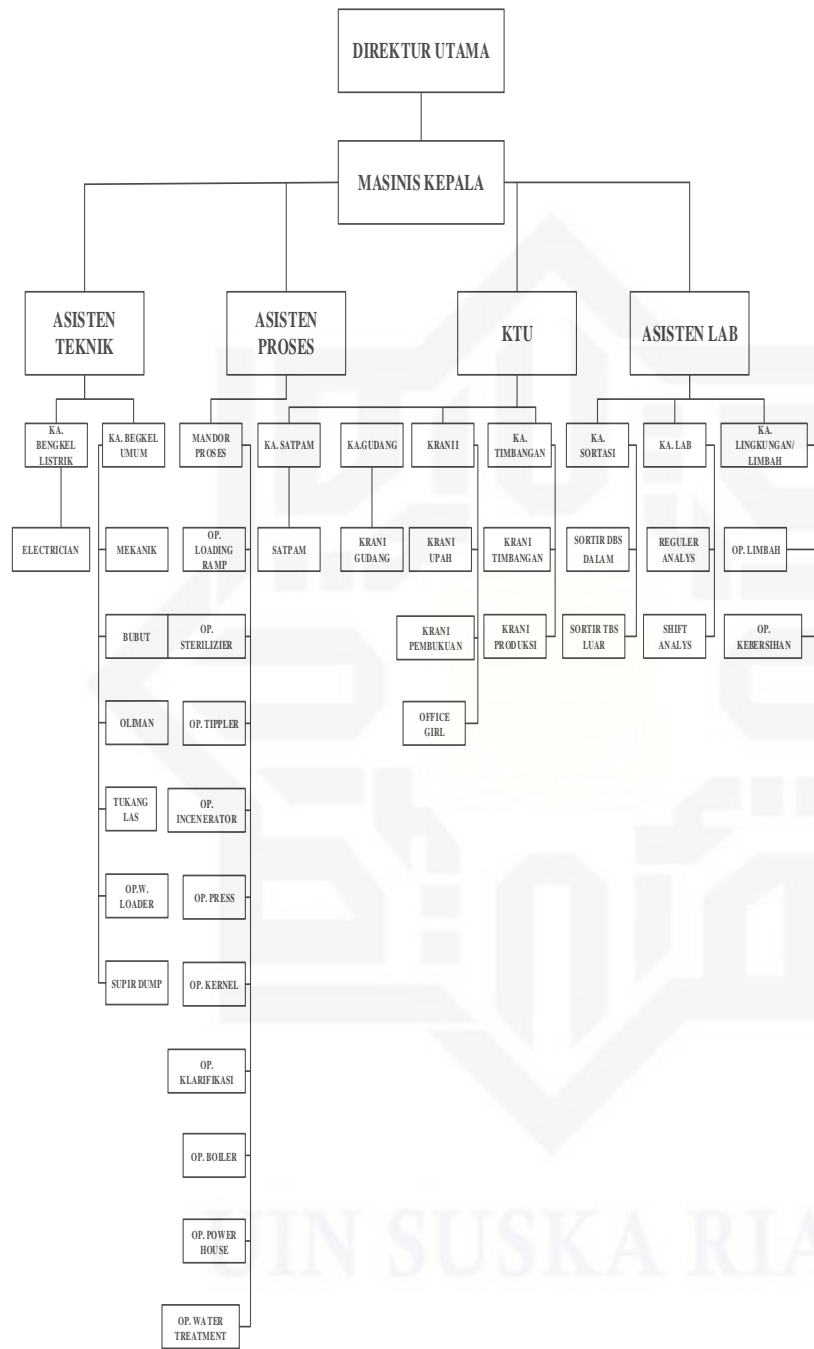 DIREKTUR UTAMA
MASINIS KEPALA
ASISTEN
TEKNIK
ASISTEN
PROSES
KTU
ASISTEN LAB
KA.
BENGKEL
LISTRIK
KA. BEGKEL
UMUM
MANDOR
PROSES
KA. SATPAM
KA.GUDANG
KRANI I
KA.
TIMBANGAN
KA.
SORTASI
KA. LAB
KA.
LINGKUNGAN/
LIMBAH
ELECTRICIAN
MEKANIK
OP.
LOADING
RAMP
SATPAM
KRANI
GUDANG
KRANI
UPAH
KRANI
TIMBANGAN
SORTIR DBS
DALAM
REGULER
ANALYS
OP. LIMBAH
BUBUT
OP.
STERILIZIER
KRANI
PEMBUKUAN
KRANI
PRODUKSI
SORTIR TBS
LUAR
SHIFT
ANALYS
OP.
KEBERSIHAN
OLIMAN
OP. TIPPLER
OFFICE
GIRL
TUKANG
LAS
OP.
INCENERATOR
OP.W.
LOADER
OP. PRESS
SUPIR DUMP
OP. KERNEL
OP.
KLARIFIKASI
OP. BOILER
OP. POWER
HOUSE
OP. WATER
TREATMENT
UIN SUSKA RIA